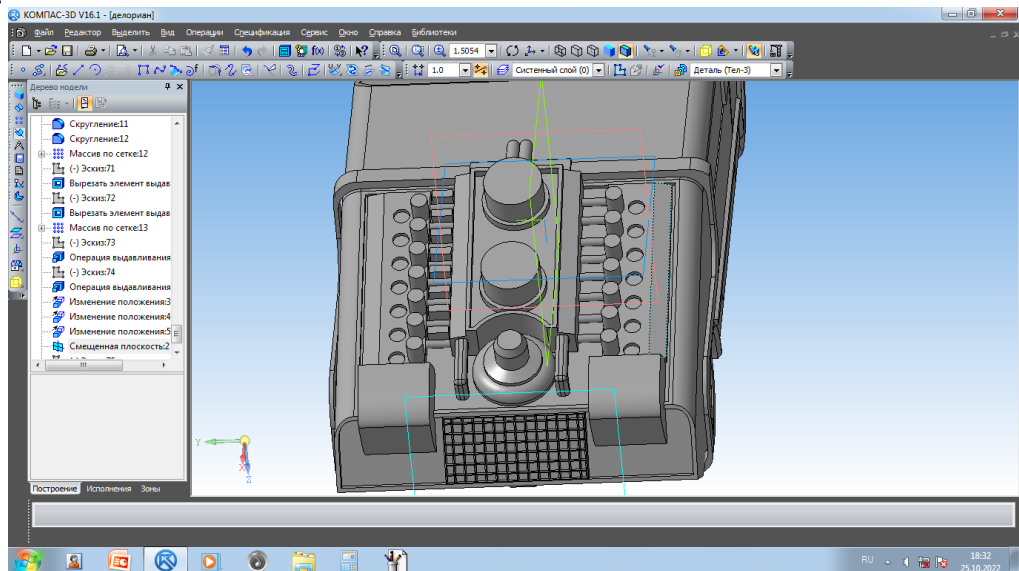 КОМПАС-3D V16.1 - [делориан]
Файл Редактор Выделить Вид Операции Спецификация Сервис Окно Справка Библиотеки
1.5054
1.0 Системный слой (0) Деталь (Тел-3)
Дерево модели
Скругление:11
Скругление:12
Массив по сетке:12
(-) Эскиз:71
Вырезать элемент выдав
(-) Эскиз:72
Вырезать элемент выдав
Массив по сетке:13
(-) Эскиз:73
Операция выдавливания
(-) Эскиз:74
Операция выдавливания
Изменение положения:3
Изменение положения:4
Изменение положения:5
Смещенная плоскость:2
Y
X
Z
Построение Исполнения Зоны
RU 18:32
25.10.2022